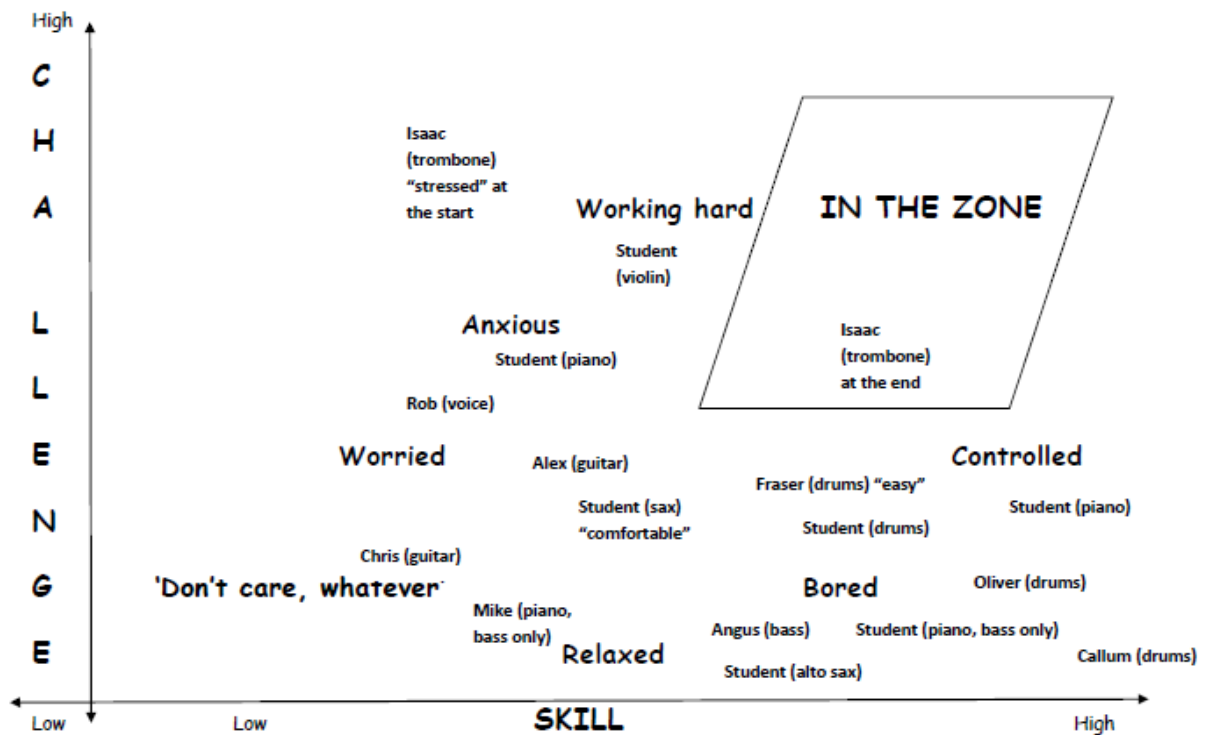 High
C
H
Isaac
(trombone)
"stressed" at
the start
A
Working hard
IN THE ZONE
Student
(violin)
L
Anxious
Isaac
(trombone)
at the end
Student (piano)
L
Rob (voice)
E
Worried
Alex (guitar)
Controlled
Fraser (drums) "easy"
N
Student (sax)
"comfortable"
Student (piano)
Student (drums)
Chris (guitar)
G
'Don't care, whatever'
Bored
Oliver (drums)
Mike (piano,
bass only)
Angus (bass)
Student (piano, bass only)
E
Relaxed
Student (alto sax)
Callum (drums)
Low
Low
SKILL
High